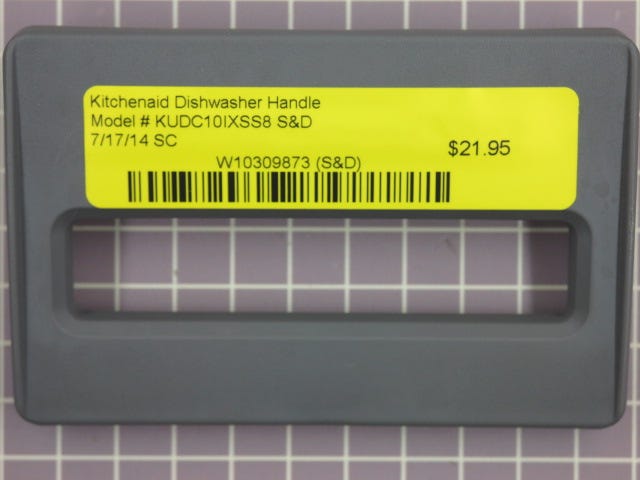 Kitchenaid Dishwasher Handle
Model # KUDC10IXSS8 S&D
7/17/14 SC
$21.95
W10309873 (S&D)